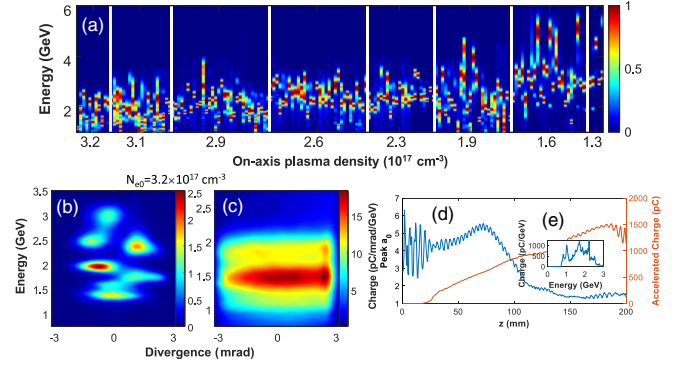 (a)
Energy (GeV)
6
4
2
3.2 3.1 2.9 2.6 2.3 1.9 1.6 1.3
On-axis plasma density (10^17 cm^-3)
1
0.5
0
N_e0=3.2×10^17 cm^-3
(b)
Energy (GeV)
3.5
3
2.5
2
1.5
1
-3 0 3
2.5
2
1.5
1
0.5
0
(c)
-3 0 3
15
10
5
Divergence (mrad)
Charge (pC/mrad/GeV)
(d)
Peak a_0
7
6
5
4
3
2
1
0 50 100 150 200
z (mm)
2000
1500
1000
500
0
Accelerated Charge (pC)
(e)
Charge (pC/GeV)
1000
500
0
0 1 2 3
Energy (GeV)